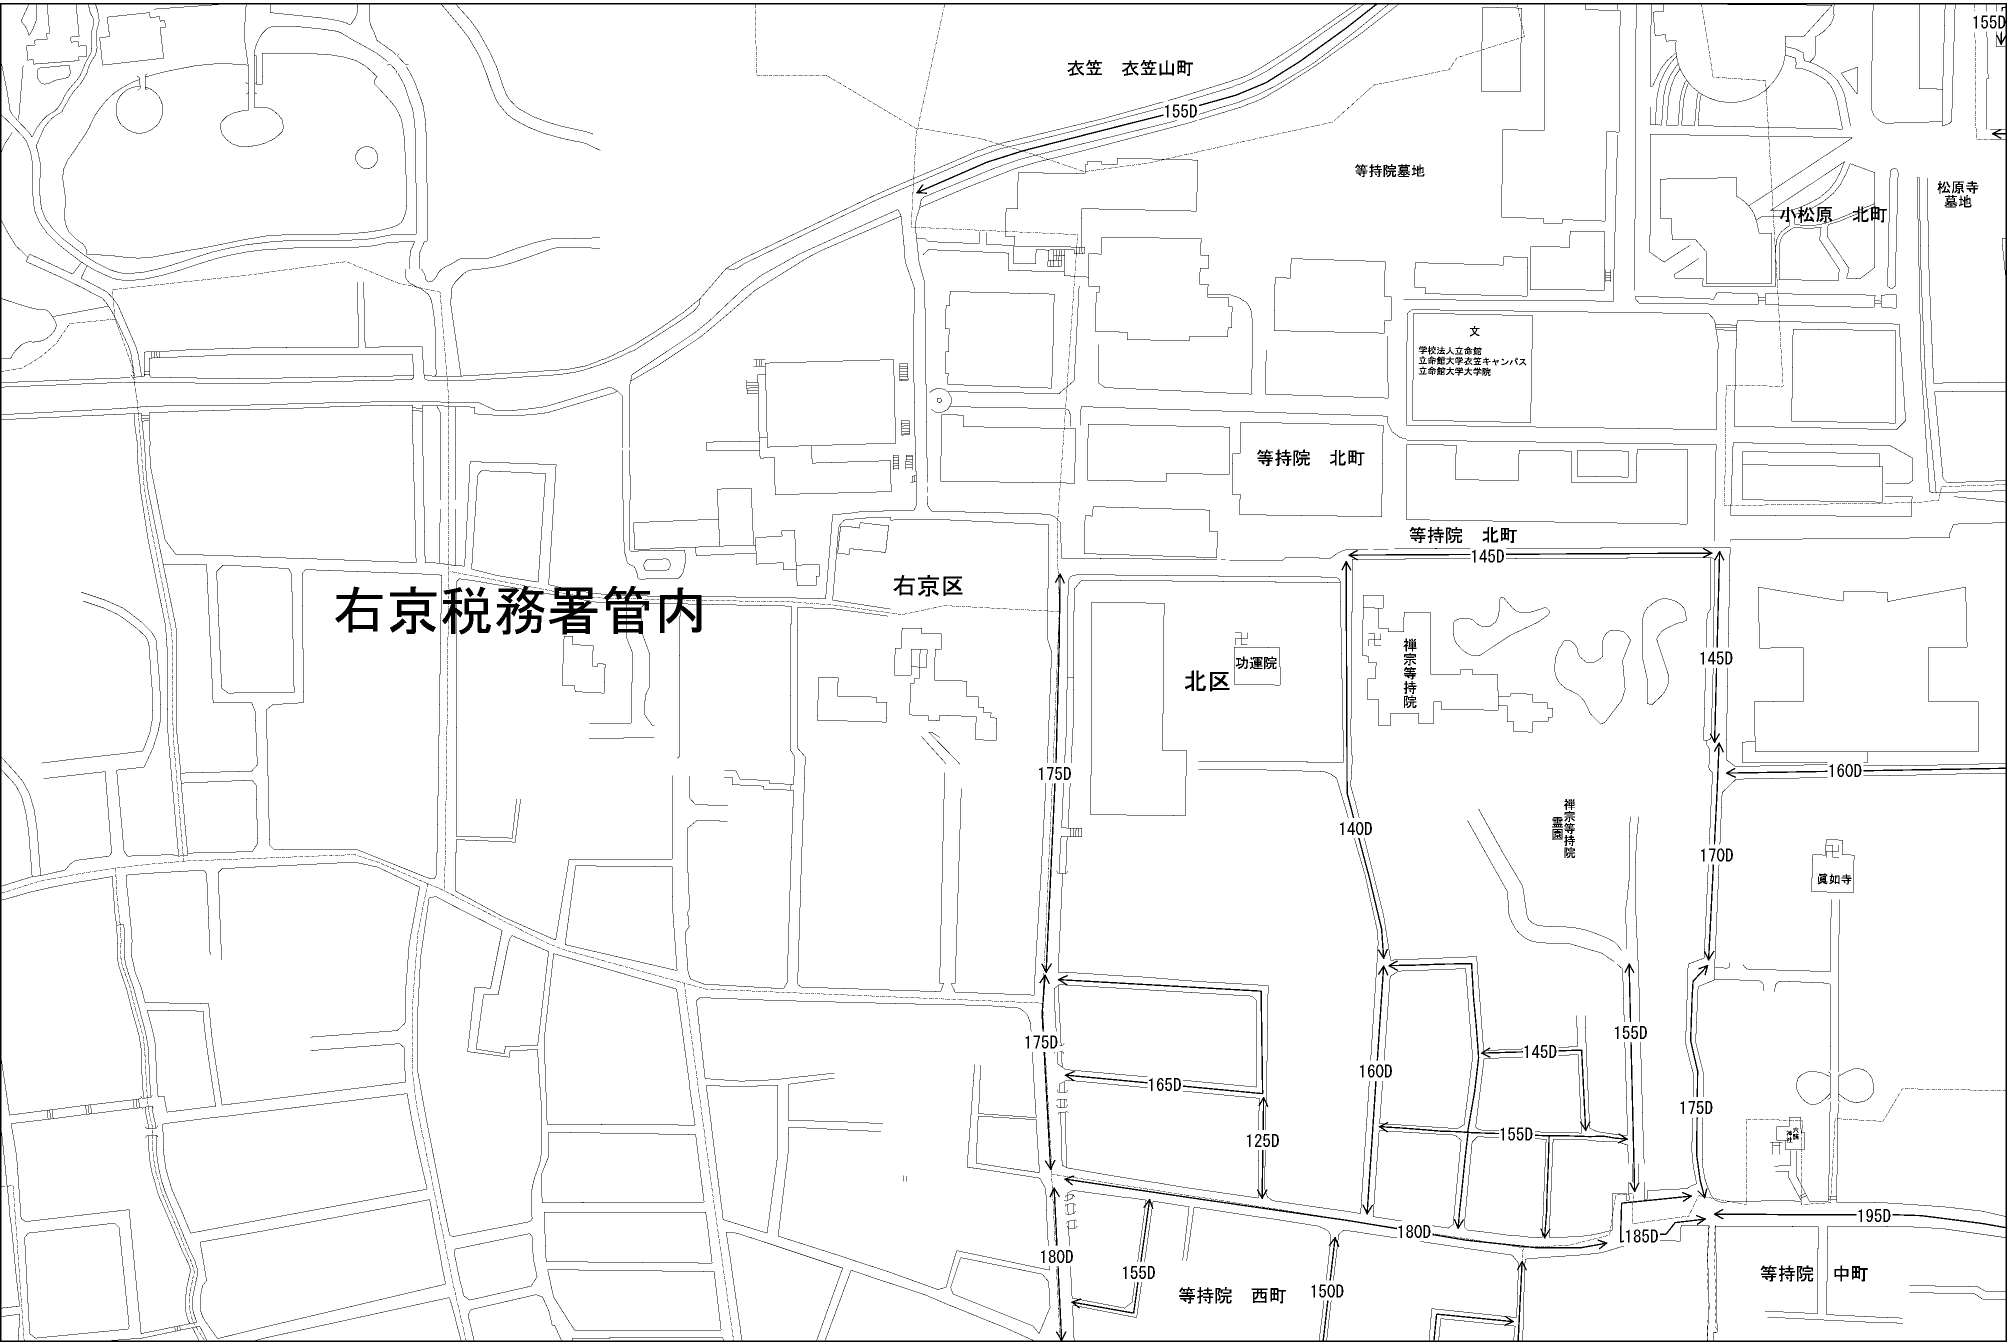 155D
衣笠　衣笠山町
155D
等持院墓地
松原寺
墓地
小松原　北町
文
学校法人立命館
立命館大学衣笠キャンパス
立命館大学大学院
等持院　北町
等持院　北町
145D
右京区
右京税務署管内
禅宗等持院
145D
功運院
北区
175D
160D
禅宗等持院
霊園
140D
170D
眞如寺
175D
155D
145D
160D
165D
175D
125D
155D
神社
195D
180D
185D
180D
155D
等持院　中町
等持院　西町
150D